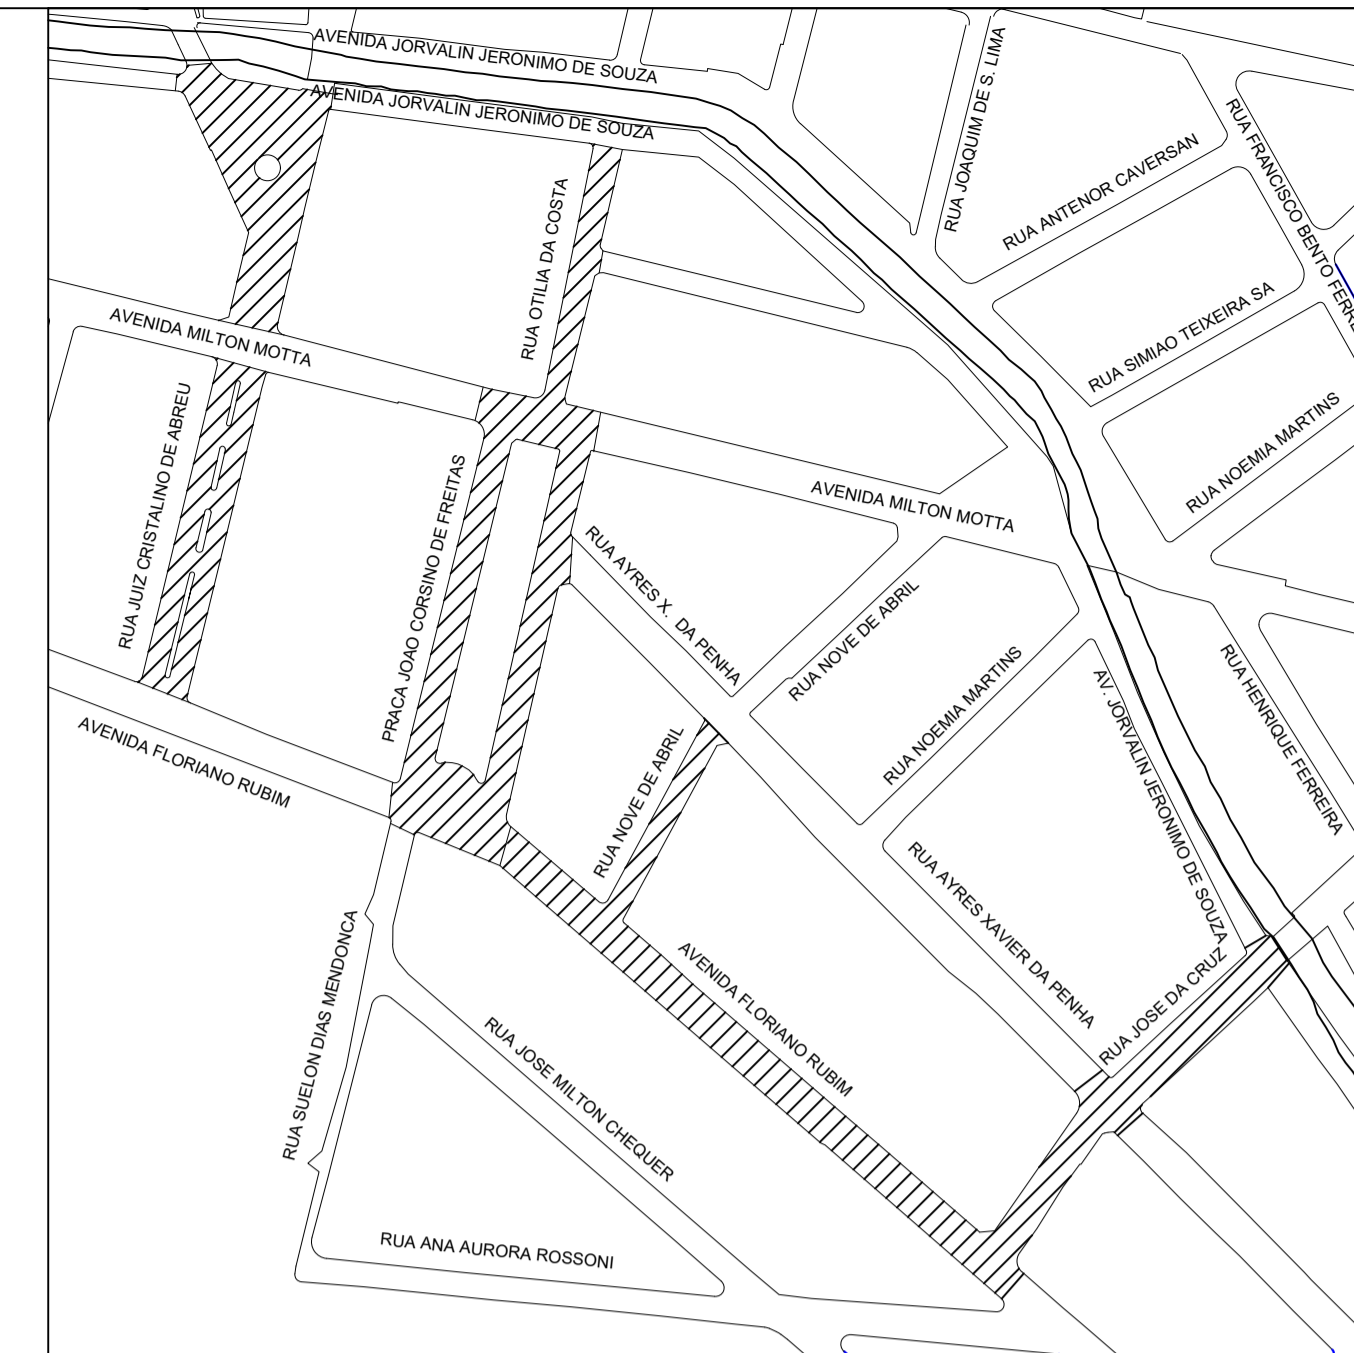 AVENIDA JORVALIN JERONIMO DE SOUZA
AVENIDA JORVALIN JERONIMO DE SOUZA
RUA JOAQUIM DE S. LIMA
RUA ANTENOR CAVERSAN
RUA FRANCISCO BENTO FERRE
RUA OTILIA DA COSTA
RUA SIMIAO TEIXEIRA SA
AVENIDA MILTON MOTTA
RUA NOEMIA MARTINS
RUA JUIZ CRISTALINO DE ABREU
PRACA JOAO CORSINO DE FREITAS
AVENIDA MILTON MOTTA
RUA AYRES X. DA PENHA
RUA NOVE DE ABRIL
RUA NOEMIA MARTINS
RUA HENRIQUE FERREIRA
AV. JORVALIN JERONIMO DE SOUZA
AVENIDA FLORIANO RUBIM
RUA NOVE DE ABRIL
RUA AYRES XAVIER DA PENHA
RUA SUELON DIAS MENDONCA
AVENIDA FLORIANO RUBIM
RUA JOSE DA CRUZ
RUA JOSE MILTON CHEQUER
RUA ANA AURORA ROSSONI